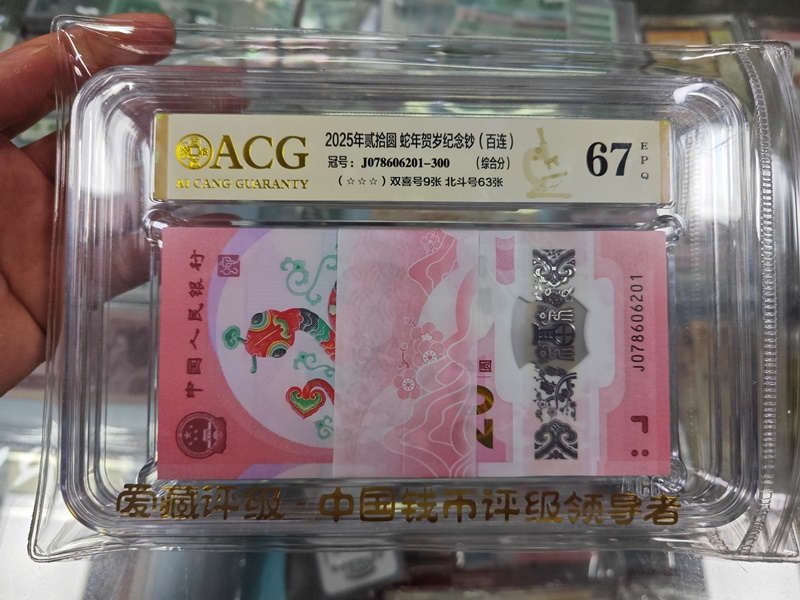 ACG
AI CANG GUARANTY
2025年贰拾圆 蛇年贺岁纪念钞（百连）
冠号：J078606201-300 （综合分）
（☆☆☆）双喜号9张 北斗号63张
67
EPQ
中国人民银行
20
圆
J078606201
爱藏评级-中国钱币评级领导者